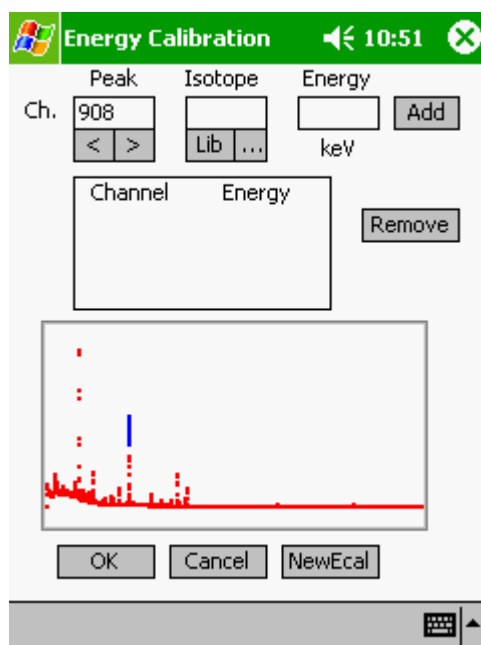 Energy Calibration 10:51
Peak Isotope Energy
Ch. 908 Add
< > Lib ... keV
Channel Energy
Remove
OK Cancel NewEcal